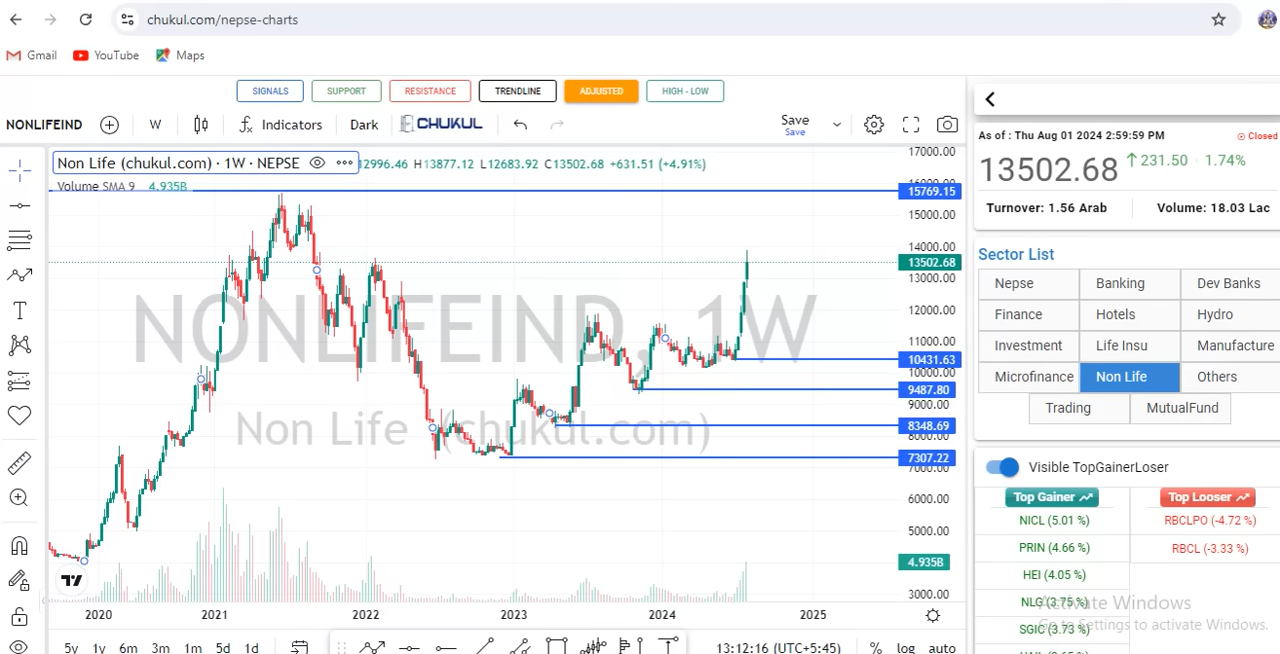 chukul.com/nepse-charts
Gmail YouTube Maps
SIGNALS SUPPORT RESISTANCE TRENDLINE ADJUSTED HIGH - LOW
NONLIFEIND W Indicators Dark CHUKUL Save
Save
Non Life (chukul.com) · 1W · NEPSE 12996.46 H13877.12 L12683.92 C13502.68 +631.51 (+4.91%)
Volume SMA 9 4.935B
17000.00
16000.00
15769.15
15000.00
14000.00
13502.68
13000.00
12000.00
11000.00
10431.63
10000.00
9487.80
9000.00
8348.69
8000.00
7307.22
7000.00
6000.00
5000.00
4.935B
3000.00
NONLIFEIND, 1W
Non Life (chukul.com)
2020 2021 2022 2023 2024 2025
5y 1y 6m 3m 1m 5d 1d
13:12:16 (UTC+5:45) % log auto
As of : Thu Aug 01 2024 2:59:59 PM Closed
13502.68 231.50 1.74%
Turnover: 1.56 Arab Volume: 18.03 Lac
Sector List
Nepse Banking Dev Banks
Finance Hotels Hydro
Investment Life Insu Manufacture
Microfinance Non Life Others
Trading MutualFund
Visible TopGainerLoser
Top Gainer Top Looser
NICL (5.01 %) RBCLPO (-4.72 %)
PRIN (4.66 %) RBCL (-3.33 %)
HEI (4.05 %)
NLG (3.75 %)
SGIC (3.73 %)
Activate Windows
Go to Settings to activate Windows.